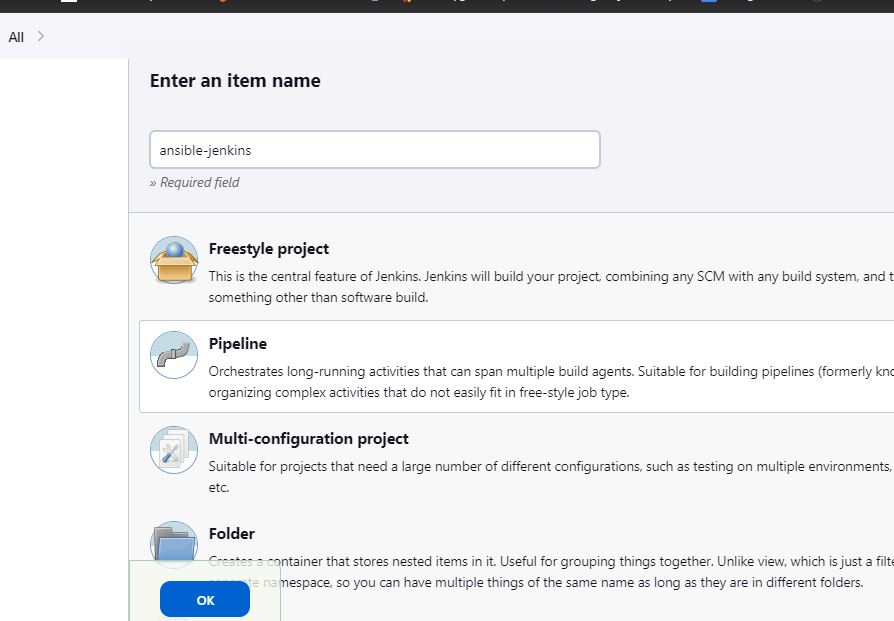 All
Enter an item name
ansible-jenkins
» Required field
Freestyle project
This is the central feature of Jenkins. Jenkins will build your project, combining any SCM with any build system, and
something other than software build.
Pipeline
Orchestrates long-running activities that can span multiple build agents. Suitable for building pipelines (formerly
organizing complex activities that do not easily fit in free-style job type.
Multi-configuration project
Suitable for projects that need a large number of different configurations, such as testing on multiple environments,
etc.
Folder
Creates a container that stores nested items in it. Useful for grouping things together. Unlike view, which is just a
separate namespace, so you can have multiple things of the same name as long as they are in different folders.
OK